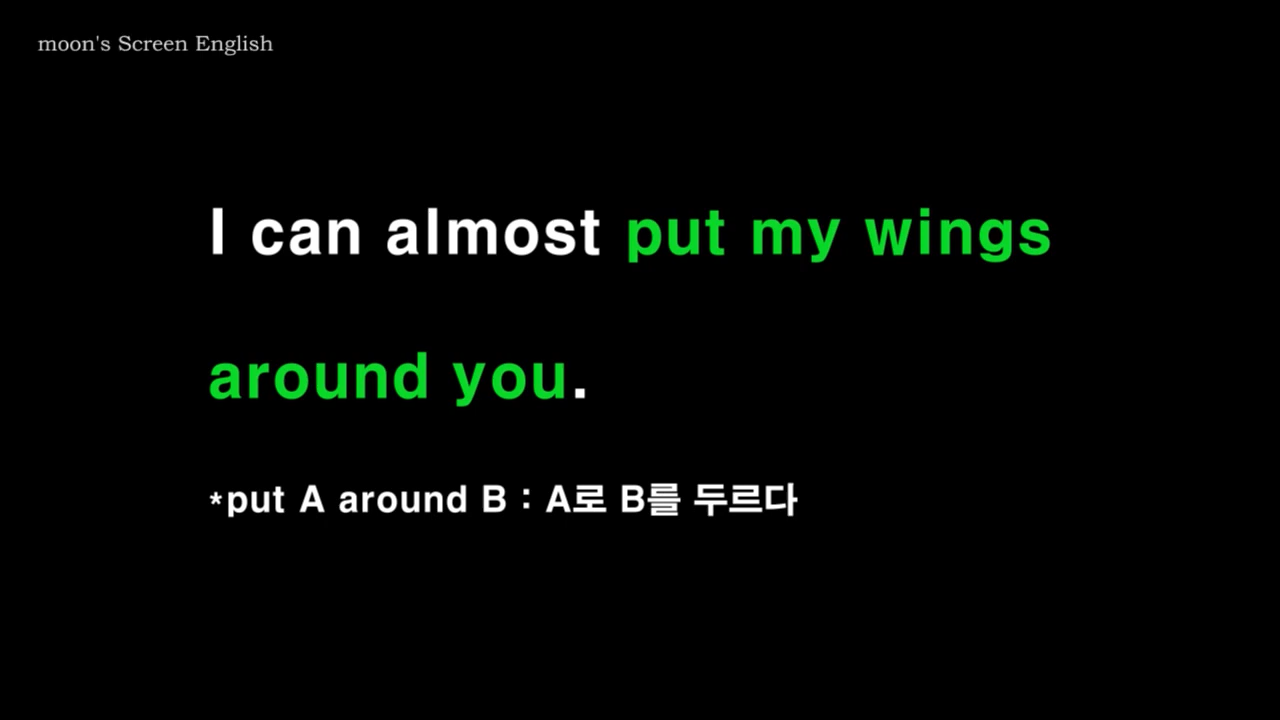 moon's Screen English
I can almost put my wings
around you.
*put A around B : A로 B를 두르다